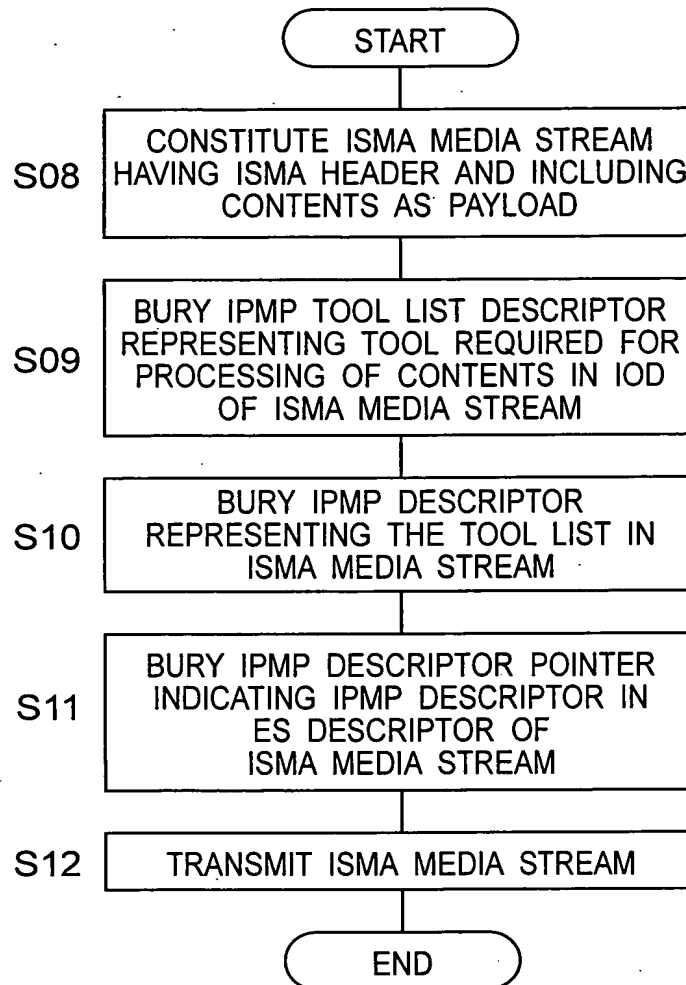 START
S08
CONSTITUTE ISMA MEDIA STREAM
HAVING ISMA HEADER AND INCLUDING
CONTENTS AS PAYLOAD
S09
BURY IPMP TOOL LIST DESCRIPTOR
REPRESENTING TOOL REQUIRED FOR
PROCESSING OF CONTENTS IN IOD
OF ISMA MEDIA STREAM
S10
BURY IPMP DESCRIPTOR
REPRESENTING THE TOOL LIST IN
ISMA MEDIA STREAM
S11
BURY IPMP DESCRIPTOR POINTER
INDICATING IPMP DESCRIPTOR IN
ES DESCRIPTOR OF
ISMA MEDIA STREAM
S12
TRANSMIT ISMA MEDIA STREAM
END